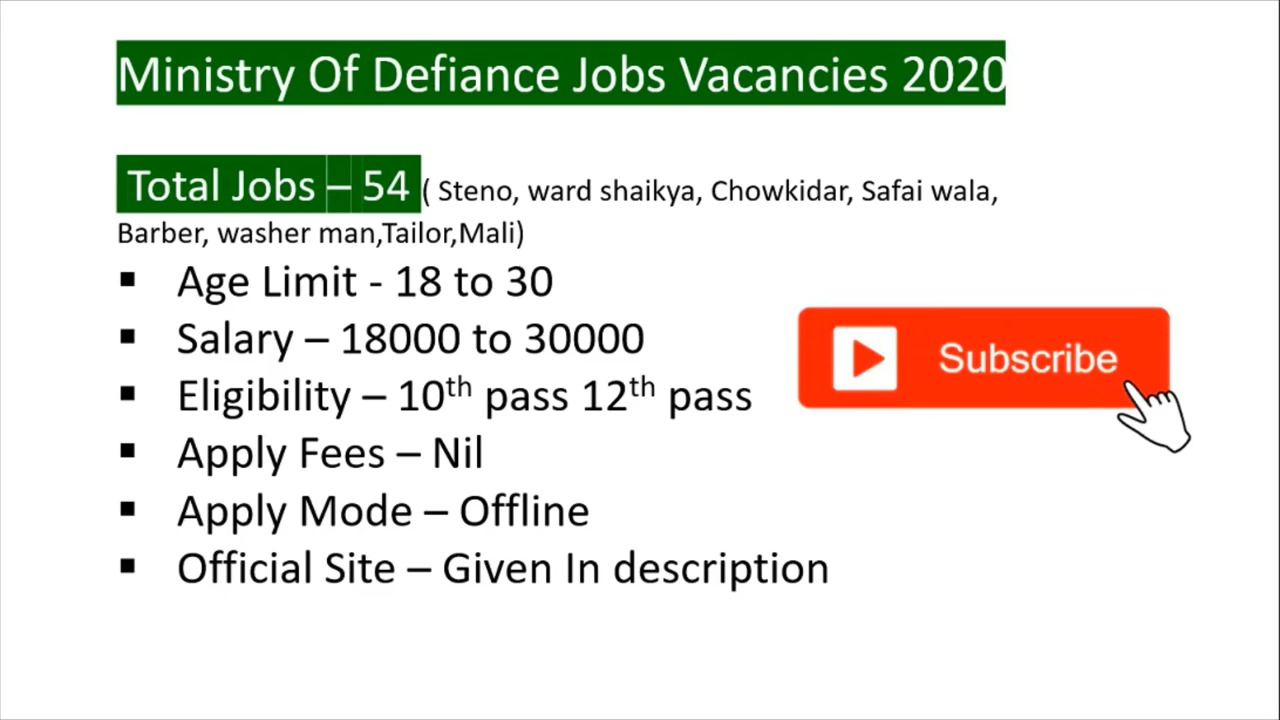 Ministry Of Defiance Jobs Vacancies 2020
Total Jobs – 54 ( Steno, ward shaikya, Chowkidar, Safai wala,
Barber, washer man,Tailor,Mali)
▪ Age Limit - 18 to 30
▪ Salary – 18000 to 30000
▪ Eligibility – 10th pass 12th pass
▪ Apply Fees – Nil
▪ Apply Mode – Offline
▪ Official Site – Given In description
Subscribe